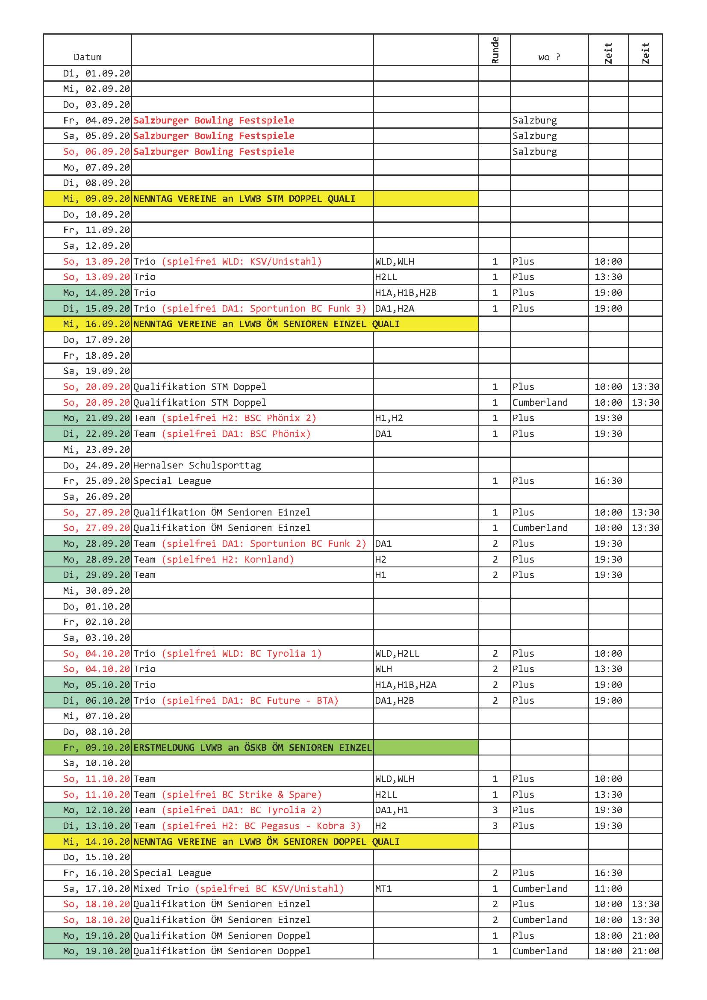 Datum Runde wo ? Zeit Zeit
Di, 01.09.20
Mi, 02.09.20
Do, 03.09.20
Fr, 04.09.20 Salzburger Bowling Festspiele Salzburg
Sa, 05.09.20 Salzburger Bowling Festspiele Salzburg
So, 06.09.20 Salzburger Bowling Festspiele Salzburg
Mo, 07.09.20
Di, 08.09.20
Mi, 09.09.20 NENNTAG VEREINE an LVWB STM DOPPEL QUALI
Do, 10.09.20
Fr, 11.09.20
Sa, 12.09.20
So, 13.09.20 Trio (spielfrei WLD: KSV/Unistahl) WLD,WLH 1 Plus 10:00
So, 13.09.20 Trio H2LL 1 Plus 13:30
Mo, 14.09.20 Trio H1A,H1B,H2B 1 Plus 19:00
Di, 15.09.20 Trio (spielfrei DA1: Sportunion BC Funk 3) DA1,H2A 1 Plus 19:00
Mi, 16.09.20 NENNTAG VEREINE an LVWB ÖM SENIOREN EINZEL QUALI
Do, 17.09.20
Fr, 18.09.20
Sa, 19.09.20
So, 20.09.20 Qualifikation STM Doppel 1 Plus 10:00 13:30
So, 20.09.20 Qualifikation STM Doppel 1 Cumberland 10:00 13:30
Mo, 21.09.20 Team (spielfrei H2: BSC Phönix 2) H1,H2 1 Plus 19:30
Di, 22.09.20 Team (spielfrei DA1: BSC Phönix) DA1 1 Plus 19:30
Mi, 23.09.20
Do, 24.09.20 Hernalser Schulsporttag
Fr, 25.09.20 Special League 1 Plus 16:30
Sa, 26.09.20
So, 27.09.20 Qualifikation ÖM Senioren Einzel 1 Plus 10:00 13:30
So, 27.09.20 Qualifikation ÖM Senioren Einzel 1 Cumberland 10:00 13:30
Mo, 28.09.20 Team (spielfrei DA1: Sportunion BC Funk 2) DA1 2 Plus 19:30
Mo, 28.09.20 Team (spielfrei H2: Kornland) H2 2 Plus 19:30
Di, 29.09.20 Team H1 2 Plus 19:30
Mi, 30.09.20
Do, 01.10.20
Fr, 02.10.20
Sa, 03.10.20
So, 04.10.20 Trio (spielfrei WLD: BC Tyrolia 1) WLD,H2LL 2 Plus 10:00
So, 04.10.20 Trio WLH 2 Plus 13:30
Mo, 05.10.20 Trio H1A,H1B,H2A 2 Plus 19:00
Di, 06.10.20 Trio (spielfrei DA1: BC Future - BTA) DA1,H2B 2 Plus 19:00
Mi, 07.10.20
Do, 08.10.20
Fr, 09.10.20 ERSTMELDUNG LVWB an ÖSKB ÖM SENIOREN EINZEL
Sa, 10.10.20
So, 11.10.20 Team WLD,WLH 1 Plus 10:00
So, 11.10.20 Team (spielfrei BC Strike & Spare) H2LL 1 Plus 13:30
Mo, 12.10.20 Team (spielfrei DA1: BC Tyrolia 2) DA1,H1 3 Plus 19:30
Di, 13.10.20 Team (spielfrei H2: BC Pegasus - Kobra 3) H2 3 Plus 19:30
Mi, 14.10.20 NENNTAG VEREINE an LVWB ÖM SENIOREN DOPPEL QUALI
Do, 15.10.20
Fr, 16.10.20 Special League 2 Plus 16:30
Sa, 17.10.20 Mixed Trio (spielfrei BC KSV/Unistahl) MT1 1 Cumberland 11:00
So, 18.10.20 Qualifikation ÖM Senioren Einzel 2 Plus 10:00 13:30
So, 18.10.20 Qualifikation ÖM Senioren Einzel 2 Cumberland 10:00 13:30
Mo, 19.10.20 Qualifikation ÖM Senioren Doppel 1 Plus 18:00 21:00
Mo, 19.10.20 Qualifikation ÖM Senioren Doppel 1 Cumberland 18:00 21:00